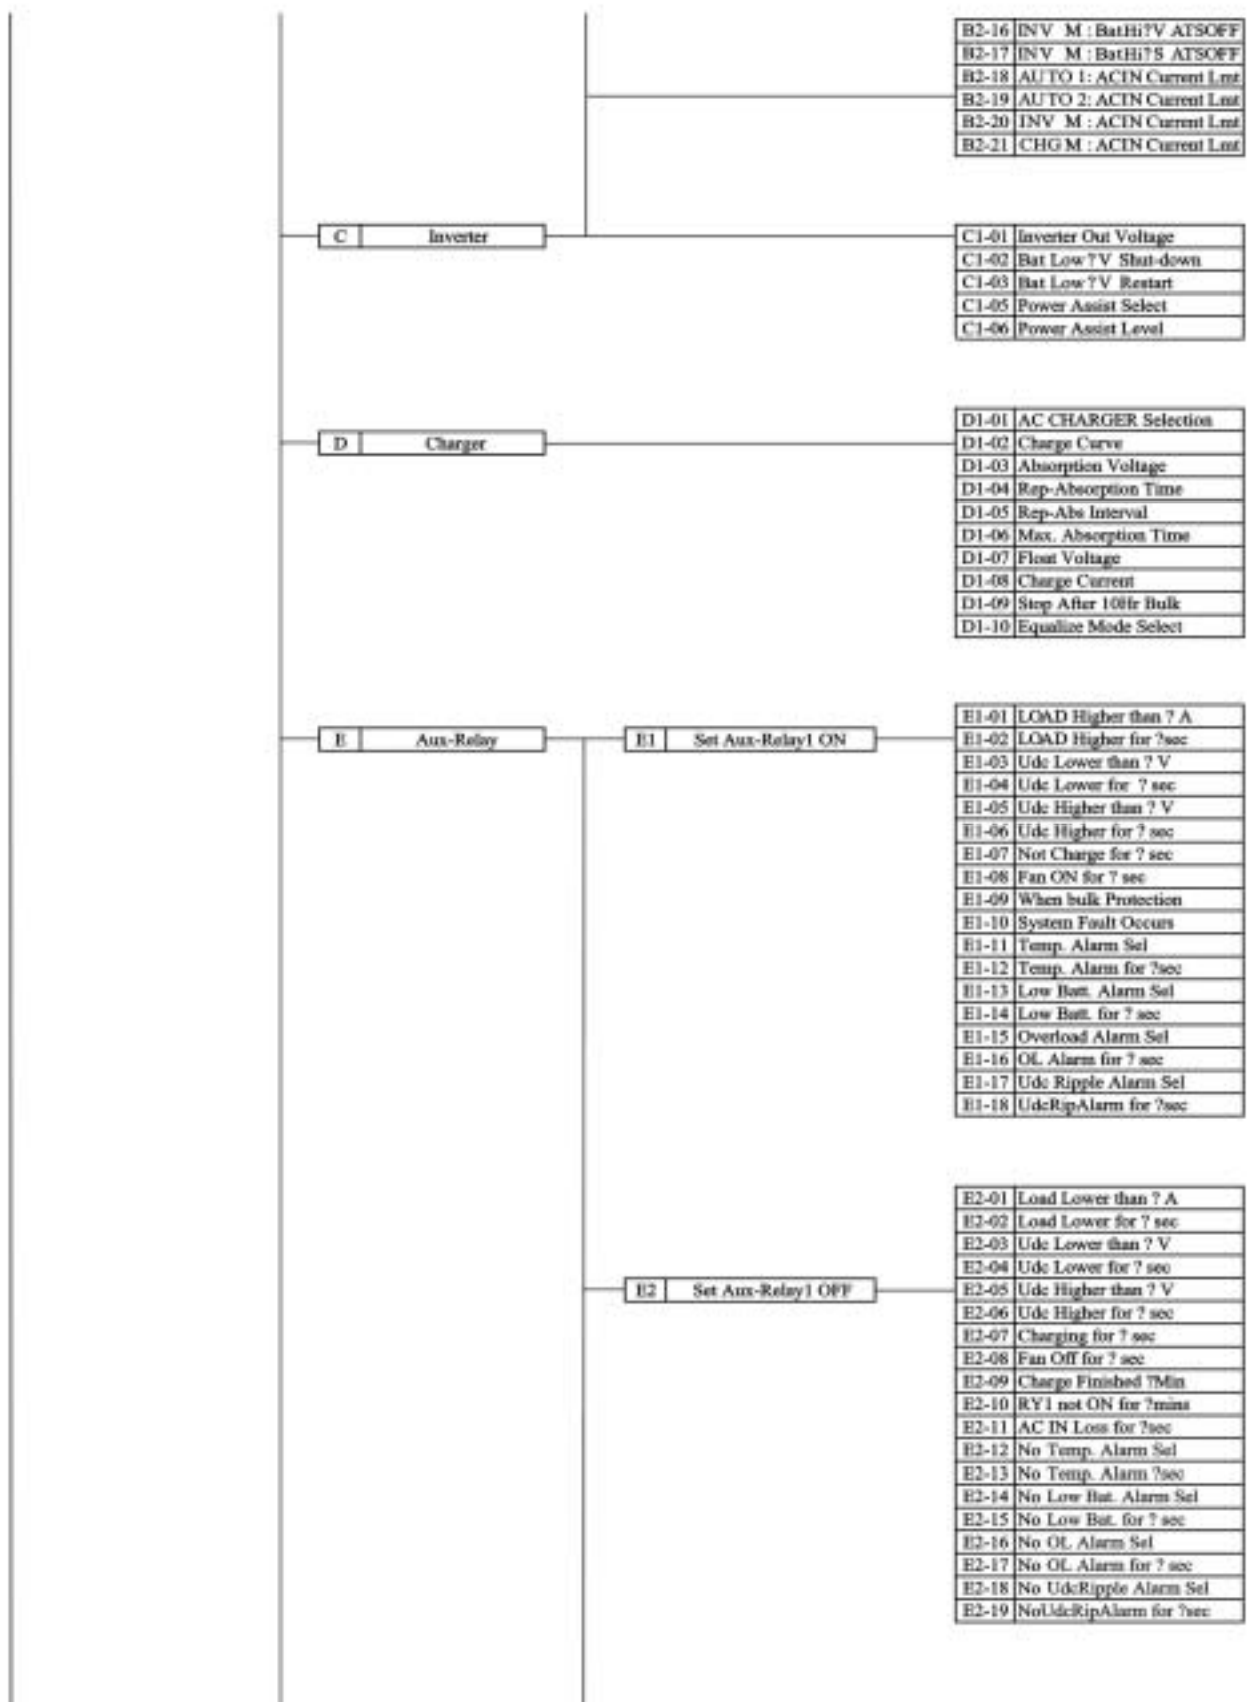 B2-16 INV M : BatHi?V ATSOFF
B2-17 INV M : BatHi?S ATSOFF
B2-18 AUTO 1: ACIN Current Lmt
B2-19 AUTO 2: ACIN Current Lmt
B2-20 INV M : ACIN Current Lmt
B2-21 CHG M : ACIN Current Lmt
C Inverter
C1-01 Inverter Out Voltage
C1-02 Bat Low?V Shut-down
C1-03 Bat Low?V Restart
C1-05 Power Assist Select
C1-06 Power Assist Level
D Charger
D1-01 AC CHARGER Selection
D1-02 Charge Curve
D1-03 Absorption Voltage
D1-04 Rep-Absorption Time
D1-05 Rep-Abs Interval
D1-06 Max. Absorption Time
D1-07 Float Voltage
D1-08 Charge Current
D1-09 Stop After 10Hr Bulk
D1-10 Equalize Mode Select
E Aux-Relay
E1 Set Aux-Relay1 ON
E1-01 LOAD Higher than ? A
E1-02 LOAD Higher for ?sec
E1-03 Udc Lower than ? V
E1-04 Udc Lower for ? sec
E1-05 Udc Higher than ? V
E1-06 Udc Higher for ? sec
E1-07 Not Charge for ? sec
E1-08 Fan ON for ? sec
E1-09 When bulk Protection
E1-10 System Fault Occurs
E1-11 Temp. Alarm Sel
E1-12 Temp. Alarm for ?sec
E1-13 Low Batt. Alarm Sel
E1-14 Low Batt. for ? sec
E1-15 Overload Alarm Sel
E1-16 OL Alarm for ? sec
E1-17 Udc Ripple Alarm Sel
E1-18 UdcRipAlarm for ?sec
E2 Set Aux-Relay1 OFF
E2-01 Load Lower than ? A
E2-02 Load Lower for ? sec
E2-03 Udc Lower than ? V
E2-04 Udc Lower for ? sec
E2-05 Udc Higher than ? V
E2-06 Udc Higher for ? sec
E2-07 Charging for ? sec
E2-08 Fan Off for ? sec
E2-09 Charge Finished ?Min
E2-10 RY1 not ON for ?mins
E2-11 AC IN Loss for ?sec
E2-12 No Temp. Alarm Sel
E2-13 No Temp. Alarm ?sec
E2-14 No Low Bat. Alarm Sel
E2-15 No Low Bat. for ? sec
E2-16 No OL Alarm Sel
E2-17 No OL Alarm for ? sec
E2-18 No UdcRipple Alarm Sel
E2-19 NoUdcRipAlarm for ?sec